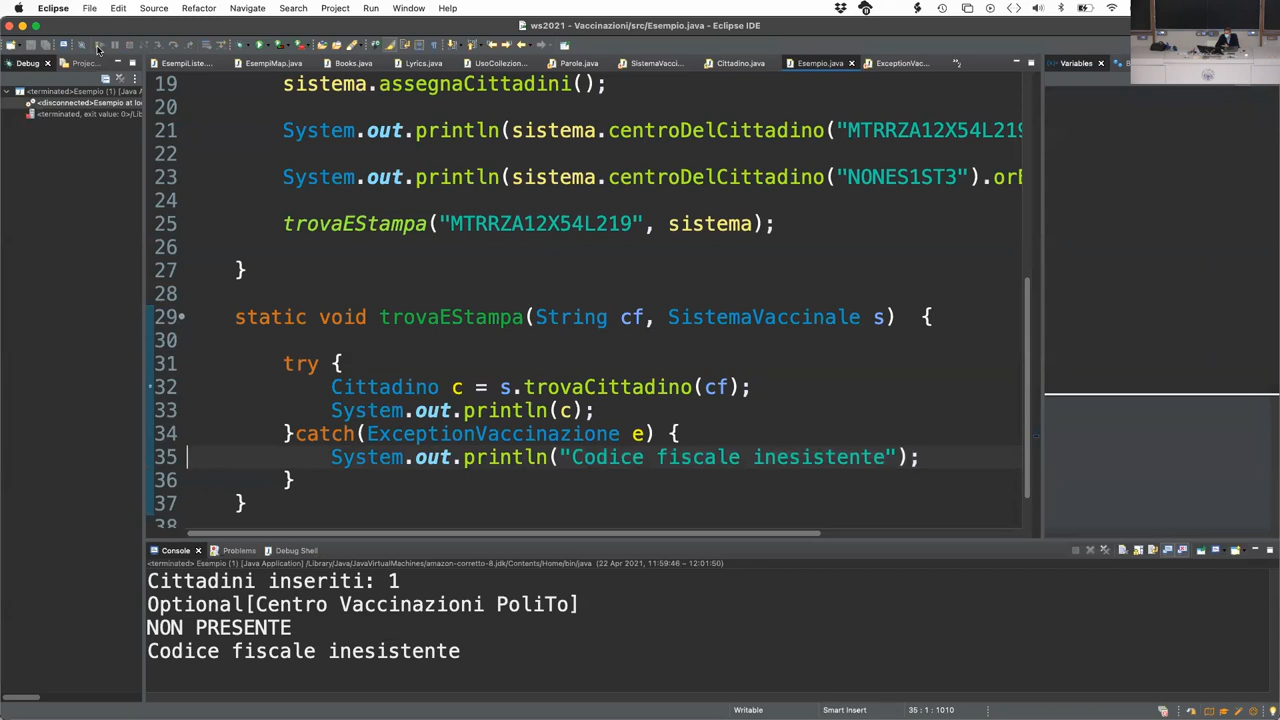 Eclipse File Edit Source Refactor Navigate Search Project Run Window Help
ws2021 - Vaccinazioni/src/Esempio.java - Eclipse IDE
Debug Projec... EsempiListe.... EsempiMap.java Books.java Lyrics.java UsoCollezion... Parole.java SistemaVacci... Cittadino.java Esempio.java ExceptionVac... Variables
<terminated>Esempio (1) [Java A
<disconnected>Esempio at lo
<terminated, exit value: 0>/Lib
19 sistema.assegnaCittadini();
20
21 System.out.println(sistema.centroDelCittadino("MTRRZA12X54L219
22
23 System.out.println(sistema.centroDelCittadino("NONES1ST3").orE
24
25 trovaEStampa("MTRRZA12X54L219", sistema);
26
27 }
28
29 static void trovaEStampa(String cf, SistemaVaccinale s) {
30
31 try {
32 Cittadino c = s.trovaCittadino(cf);
33 System.out.println(c);
34 }catch(ExceptionVaccinazione e) {
35 System.out.println("Codice fiscale inesistente");
36 }
37 }
38
Console Problems Debug Shell
<terminated> Esempio (1) [Java Application] /Library/Java/JavaVirtualMachines/amazon-corretto-8.jdk/Contents/Home/bin/java (22 Apr 2021, 11:59:46 – 12:01:50)
Cittadini inseriti: 1
Optional[Centro Vaccinazioni PoliTo]
NON PRESENTE
Codice fiscale inesistente
Writable Smart Insert 35 : 1 : 1010